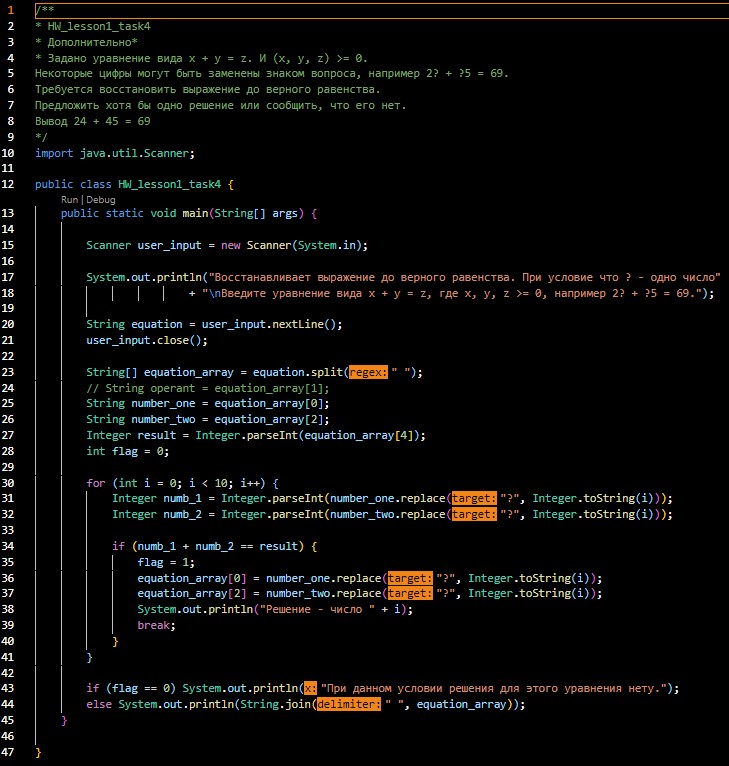 1 /**
2 * HW_lesson1_task4
3 * Дополнительно*
4 * Задано уравнение вида x + y = z. И (x, y, z) >= 0.
5 Некоторые цифры могут быть заменены знаком вопроса, например 2? + ?5 = 69.
6 Требуется восстановить выражение до верного равенства.
7 Предложить хотя бы одно решение или сообщить, что его нет.
8 Вывод 24 + 45 = 69
9 */
10 import java.util.Scanner;
11
12 public class HW_lesson1_task4 {
Run | Debug
13 public static void main(String[] args) {
14
15 Scanner user_input = new Scanner(System.in);
16
17 System.out.println("Восстанавливает выражение до верного равенства. При условие что ? - одно число"
18 + "\nВведите уравнение вида x + y = z, где x, y, z >= 0, например 2? + ?5 = 69.");
19
20 String equation = user_input.nextLine();
21 user_input.close();
22
23 String[] equation_array = equation.split(regex: " ");
24 // String operant = equation_array[1];
25 String number_one = equation_array[0];
26 String number_two = equation_array[2];
27 Integer result = Integer.parseInt(equation_array[4]);
28 int flag = 0;
29
30 for (int i = 0; i < 10; i++) {
31 Integer numb_1 = Integer.parseInt(number_one.replace(target: "?", Integer.toString(i)));
32 Integer numb_2 = Integer.parseInt(number_two.replace(target: "?", Integer.toString(i)));
33
34 if (numb_1 + numb_2 == result) {
35 flag = 1;
36 equation_array[0] = number_one.replace(target: "?", Integer.toString(i));
37 equation_array[2] = number_two.replace(target: "?", Integer.toString(i));
38 System.out.println("Решение - число " + i);
39 break;
40 }
41 }
42
43 if (flag == 0) System.out.println(x: "При данном условии решения для этого уравнения нету.");
44 else System.out.println(String.join(delimiter: " ", equation_array));
45 }
46
47 }